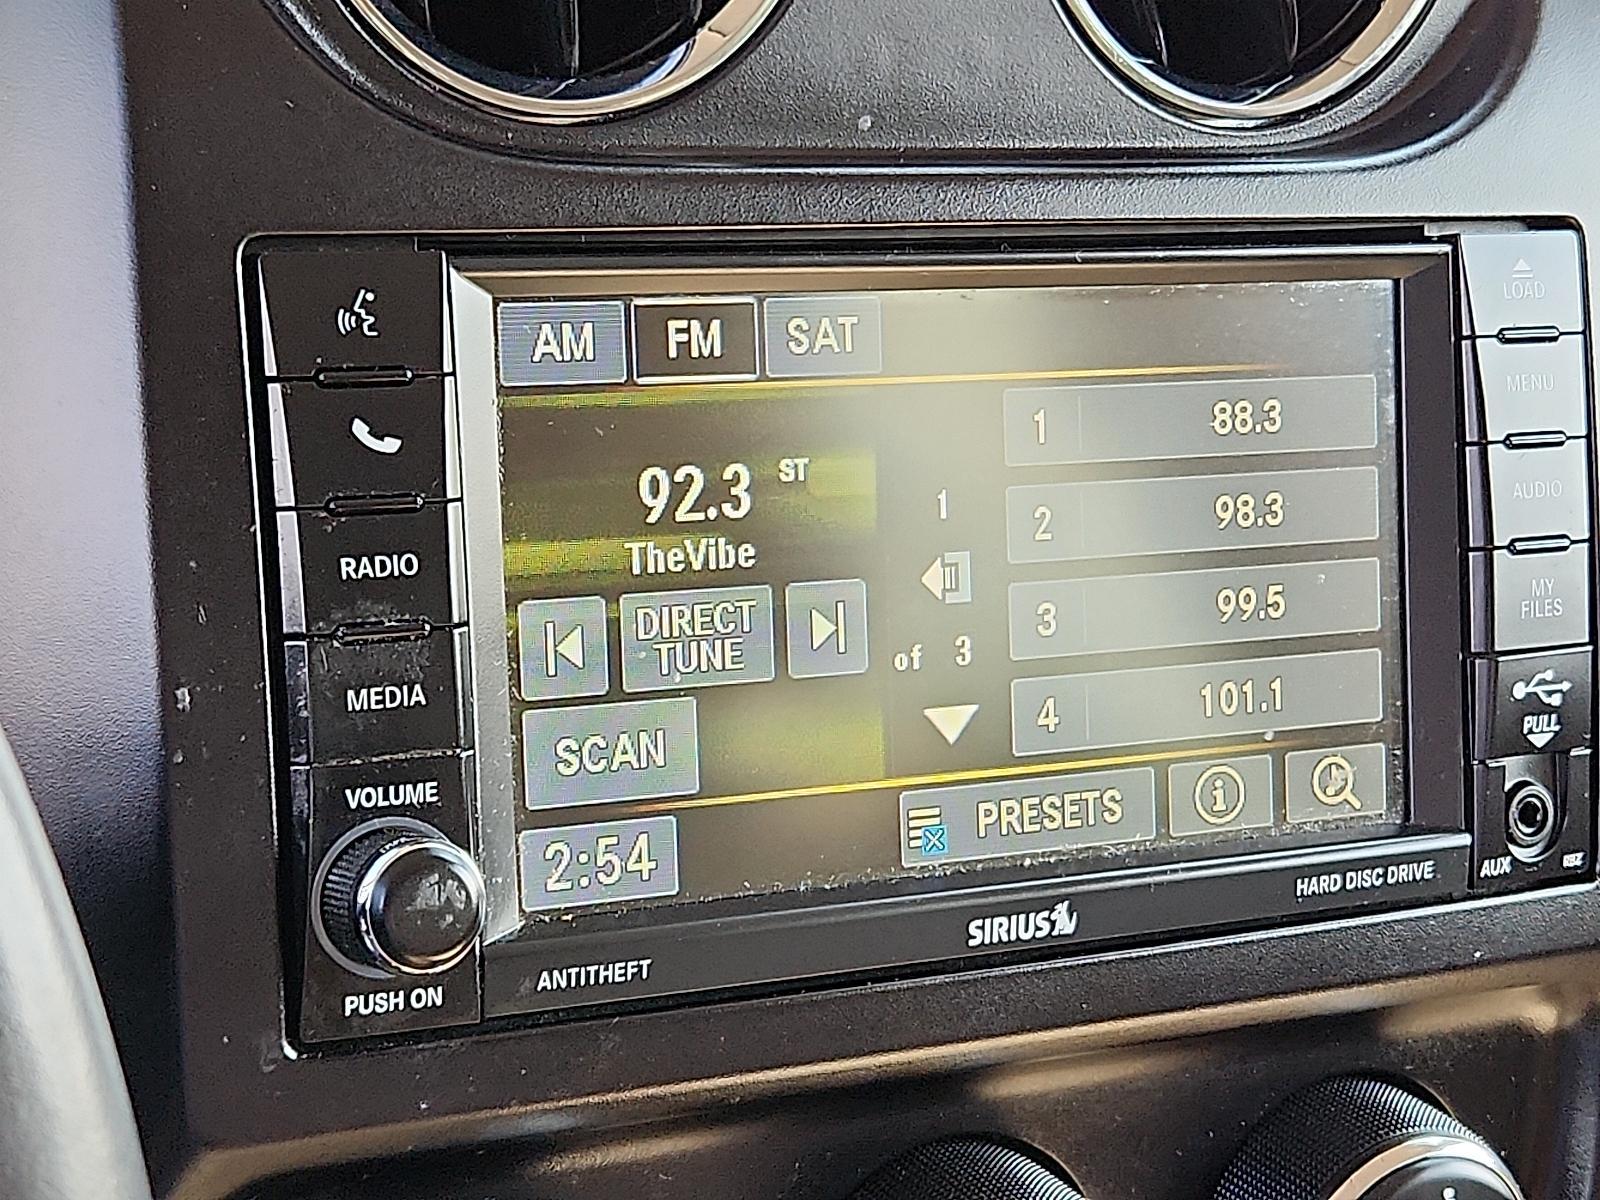 AM FM SAT
92.3 ST
TheVibe
DIRECT
TUNE
SCAN
2:54
1
of 3
1 88.3
2 98.3
3 99.5
4 101.1
PRESETS
i
RADIO
MEDIA
VOLUME
PUSH ON
ANTITHEFT
SIRIUS
HARD DISC DRIVE
LOAD
MENU
AUDIO
MY
FILES
PULL
AUX